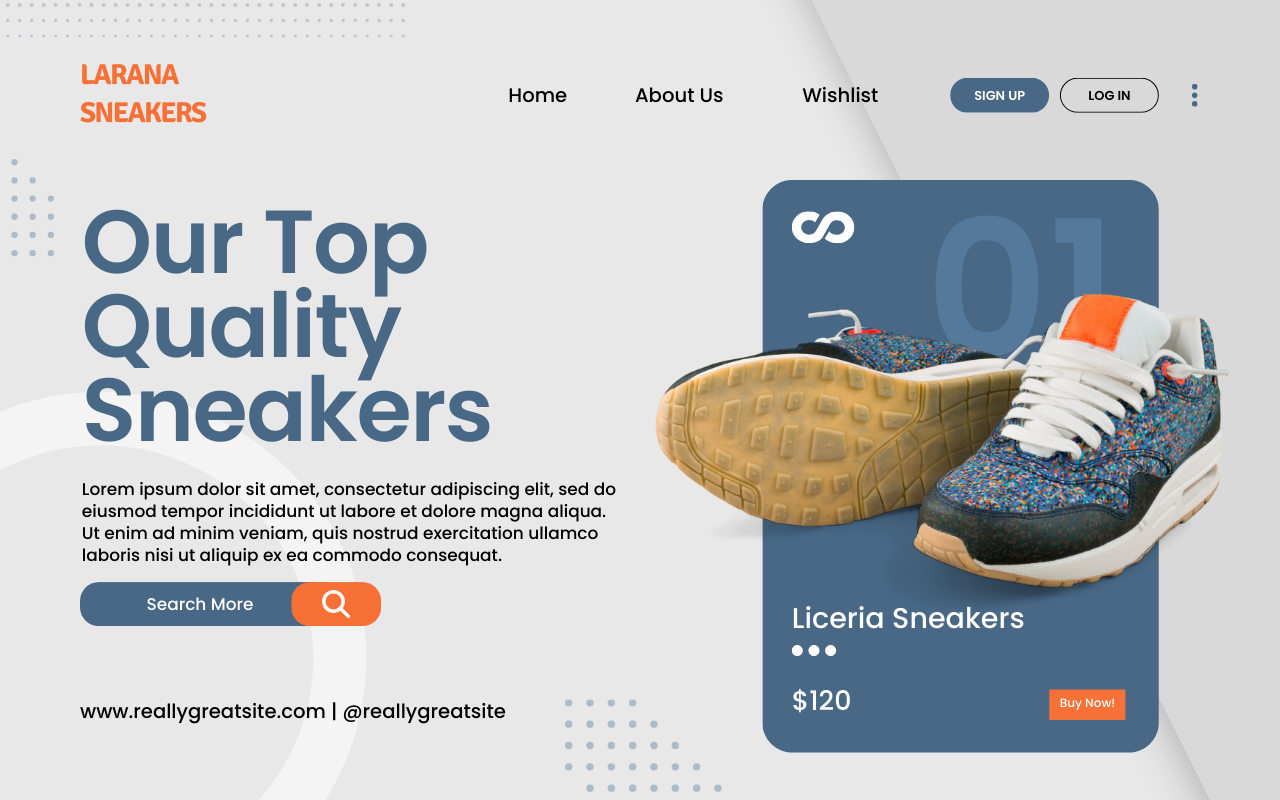 LARANA
SNEAKERS
Home
About Us
Wishlist
SIGN UP
LOG IN
Our Top
Quality
Sneakers
Lorem ipsum dolor sit amet, consectetur adipiscing elit, sed do
eiusmod tempor incididunt ut labore et dolore magna aliqua.
Ut enim ad minim veniam, quis nostrud exercitation ullamco
laboris nisi ut aliquip ex ea commodo consequat.
Search More
www.reallygreatsite.com | @reallygreatsite
01
Liceria Sneakers
$120
Buy Now!